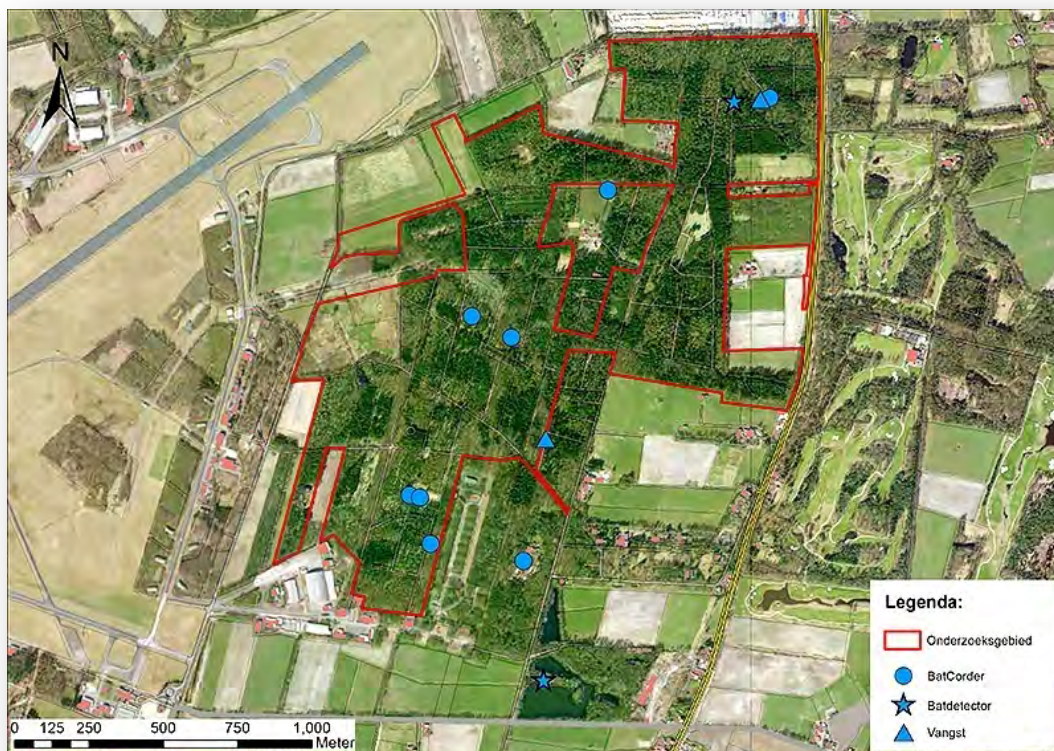 N
Legenda:
Onderzoeksgebied
BatCorder
Batdetector
Vangst
0 125 250 500 750 1,000
Meter